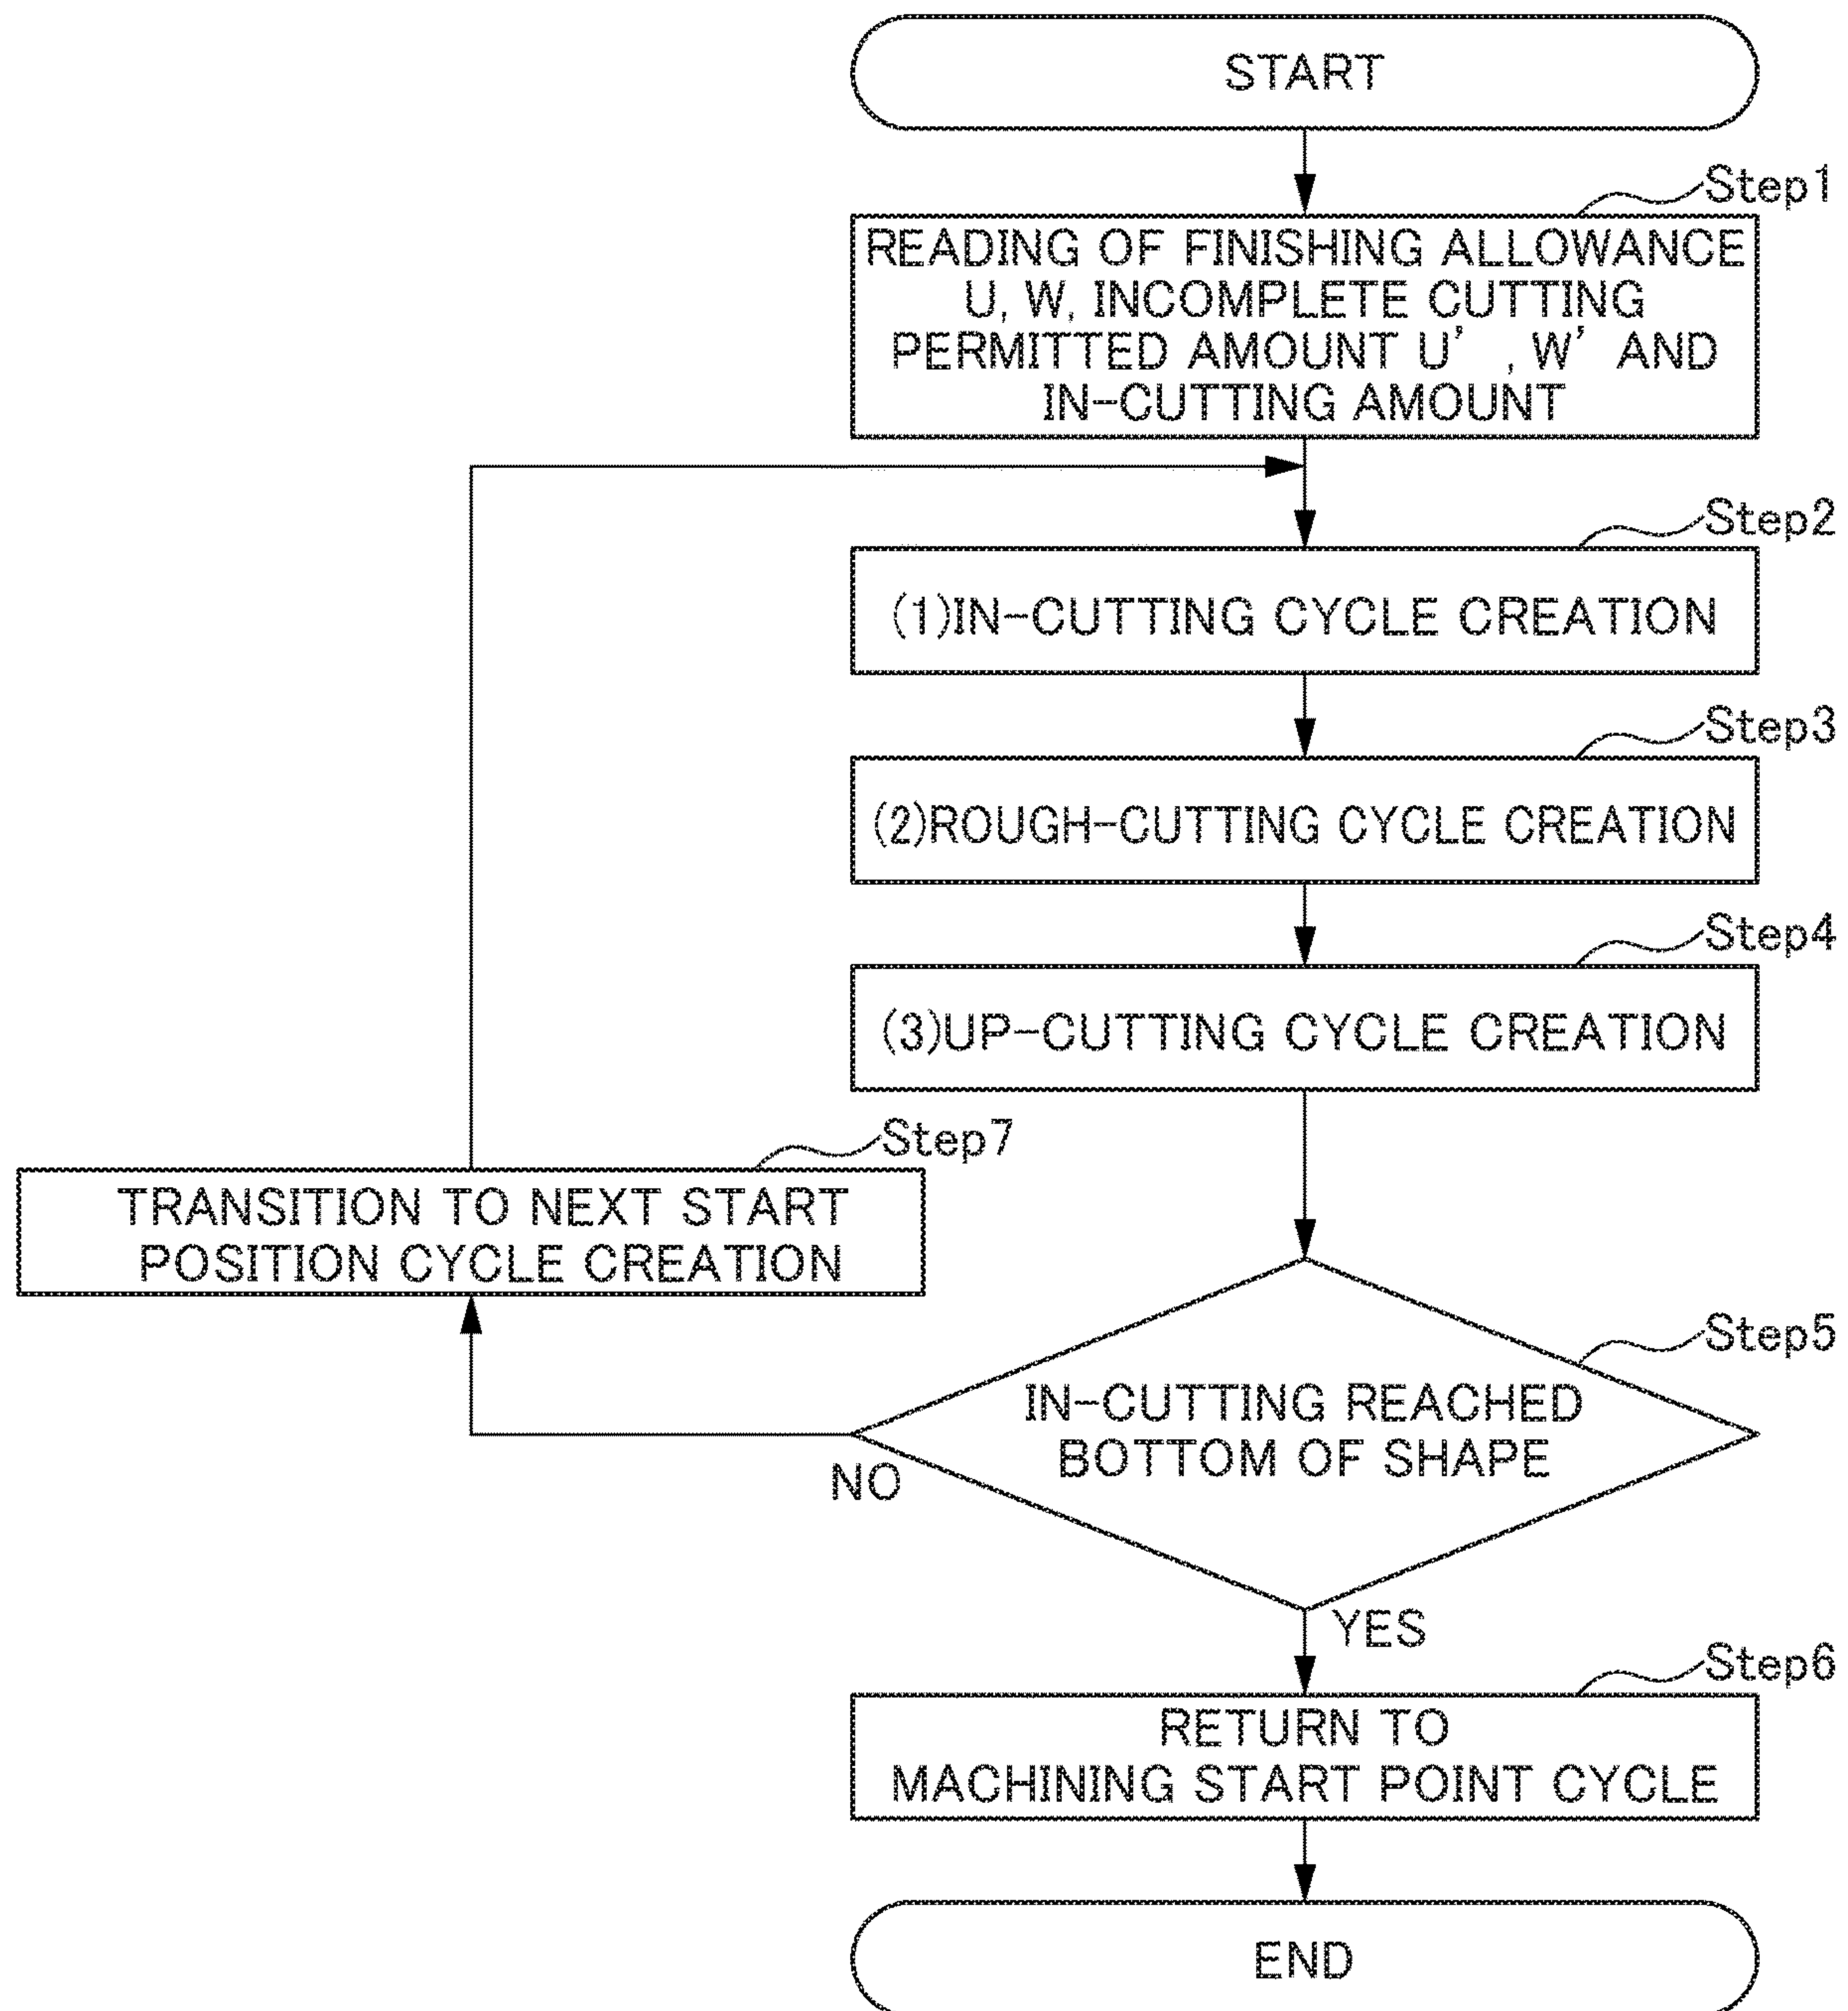 START
Step1
READING OF FINISHING ALLOWANCE
U, W, INCOMPLETE CUTTING
PERMITTED AMOUNT U' , W' AND
IN-CUTTING AMOUNT
Step2
(1)IN-CUTTING CYCLE CREATION
Step3
(2)ROUGH-CUTTING CYCLE CREATION
Step4
(3)UP-CUTTING CYCLE CREATION
Step7
TRANSITION TO NEXT START
POSITION CYCLE CREATION
Step5
IN-CUTTING REACHED
BOTTOM OF SHAPE
NO
YES
Step6
RETURN TO
MACHINING START POINT CYCLE
END